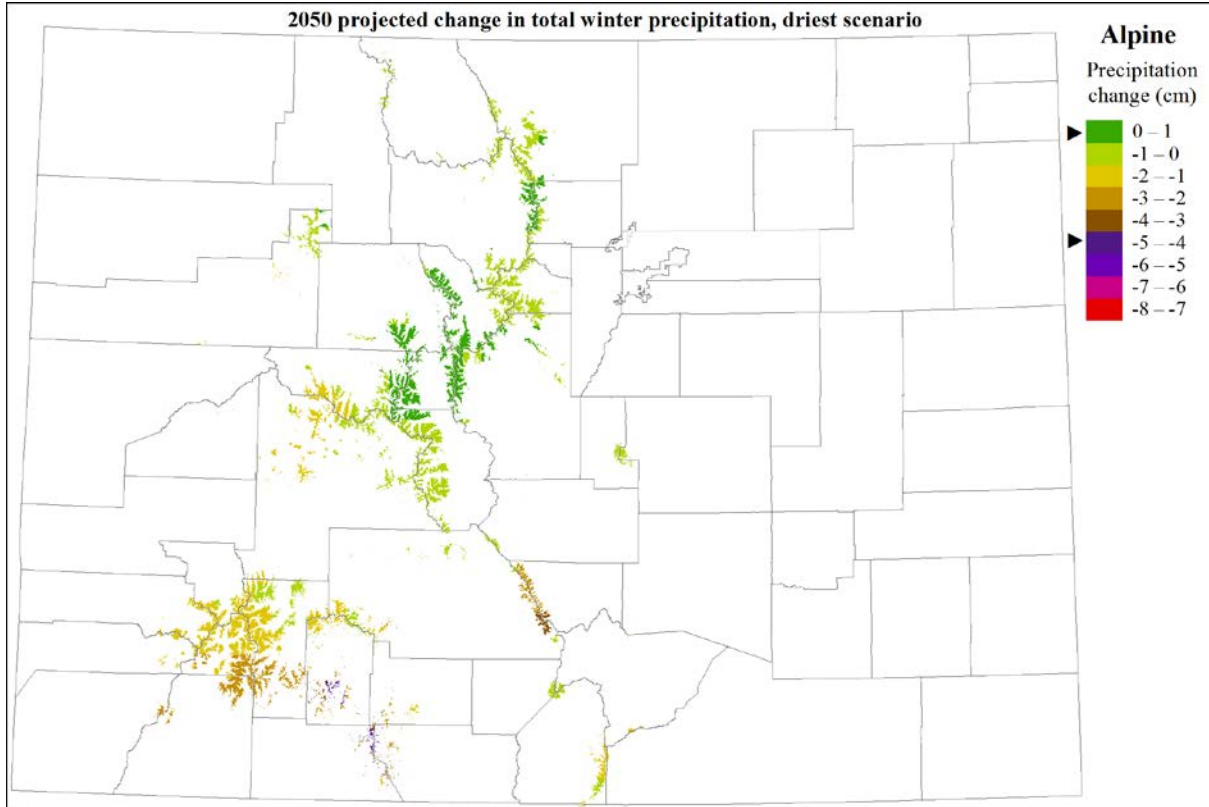 2050 projected change in total winter precipitation, driest scenario
Alpine
Precipitation
change (cm)
0 – 1
-1 – 0
-2 – -1
-3 – -2
-4 – -3
-5 – -4
-6 – -5
-7 – -6
-8 – -7